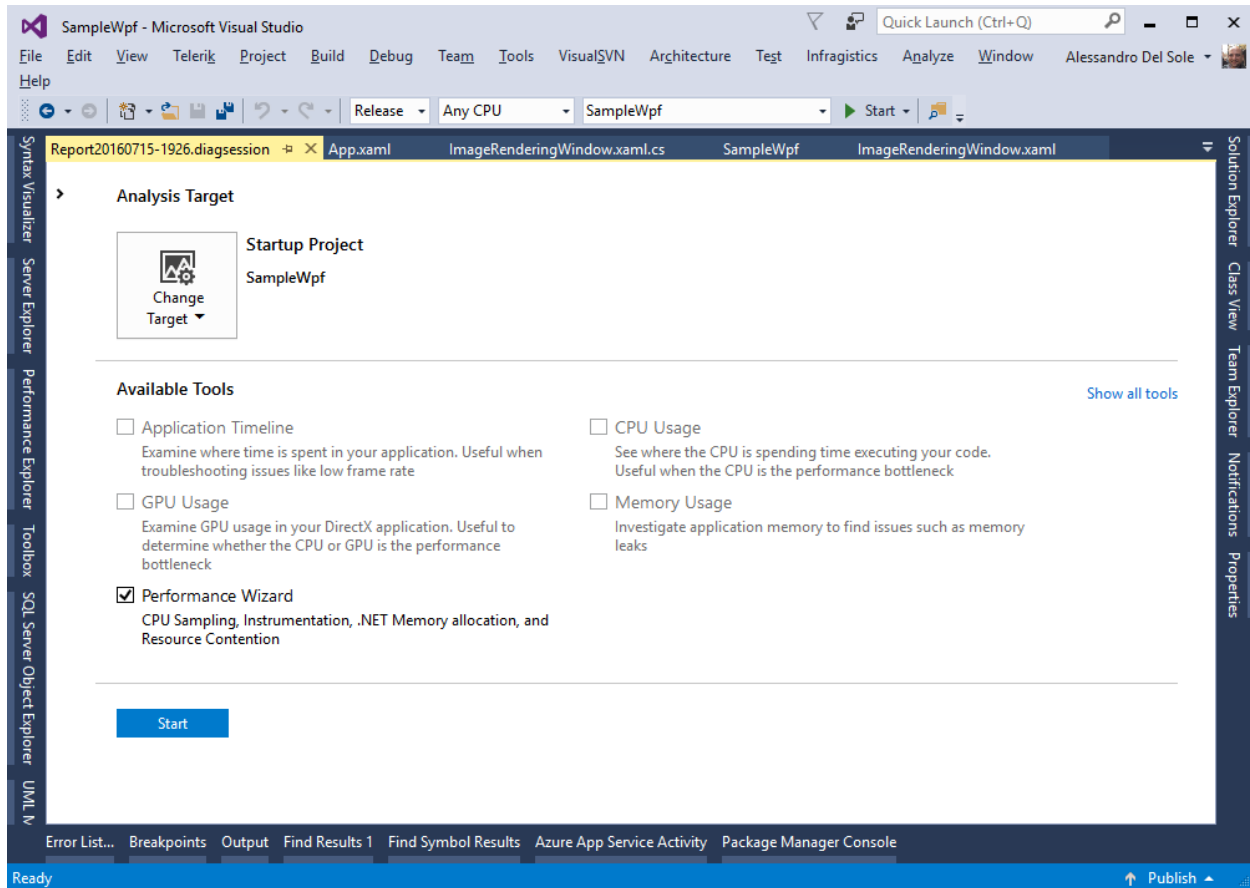 SampleWpf - Microsoft Visual Studio
Quick Launch (Ctrl+Q)
File Edit View Telerik Project Build Debug Team Tools VisualSVN Architecture Test Infragistics Analyze Window Alessandro Del Sole
Help
Release Any CPU SampleWpf Start
Report20160715-1926.diagsession App.xaml ImageRenderingWindow.xaml.cs SampleWpf ImageRenderingWindow.xaml
Syntax Visualizer
Server Explorer
Performance Explorer
Toolbox
SQL Server Object Explorer
UML M
Analysis Target
Change
Target
Startup Project
SampleWpf
Available Tools
Show all tools
Application Timeline
Examine where time is spent in your application. Useful when
troubleshooting issues like low frame rate
CPU Usage
See where the CPU is spending time executing your code.
Useful when the CPU is the performance bottleneck
GPU Usage
Examine GPU usage in your DirectX application. Useful to
determine whether the CPU or GPU is the performance
bottleneck
Memory Usage
Investigate application memory to find issues such as memory
leaks
Performance Wizard
CPU Sampling, Instrumentation, .NET Memory allocation, and
Resource Contention
Start
Solution Explorer
Class View
Team Explorer
Notifications
Properties
Error List... Breakpoints Output Find Results 1 Find Symbol Results Azure App Service Activity Package Manager Console
Ready
Publish